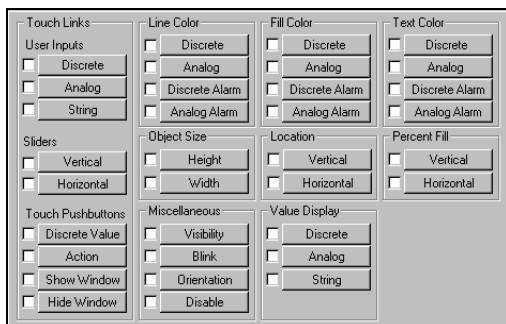 Touch Links
User Inputs
Discrete
Analog
String
Sliders
Vertical
Horizontal
Touch Pushbuttons
Discrete Value
Action
Show Window
Hide Window
Line Color
Discrete
Analog
Discrete Alarm
Analog Alarm
Fill Color
Discrete
Analog
Discrete Alarm
Analog Alarm
Text Color
Discrete
Analog
Discrete Alarm
Analog Alarm
Object Size
Height
Width
Location
Vertical
Horizontal
Percent Fill
Vertical
Horizontal
Miscellaneous
Visibility
Blink
Orientation
Disable
Value Display
Discrete
Analog
String